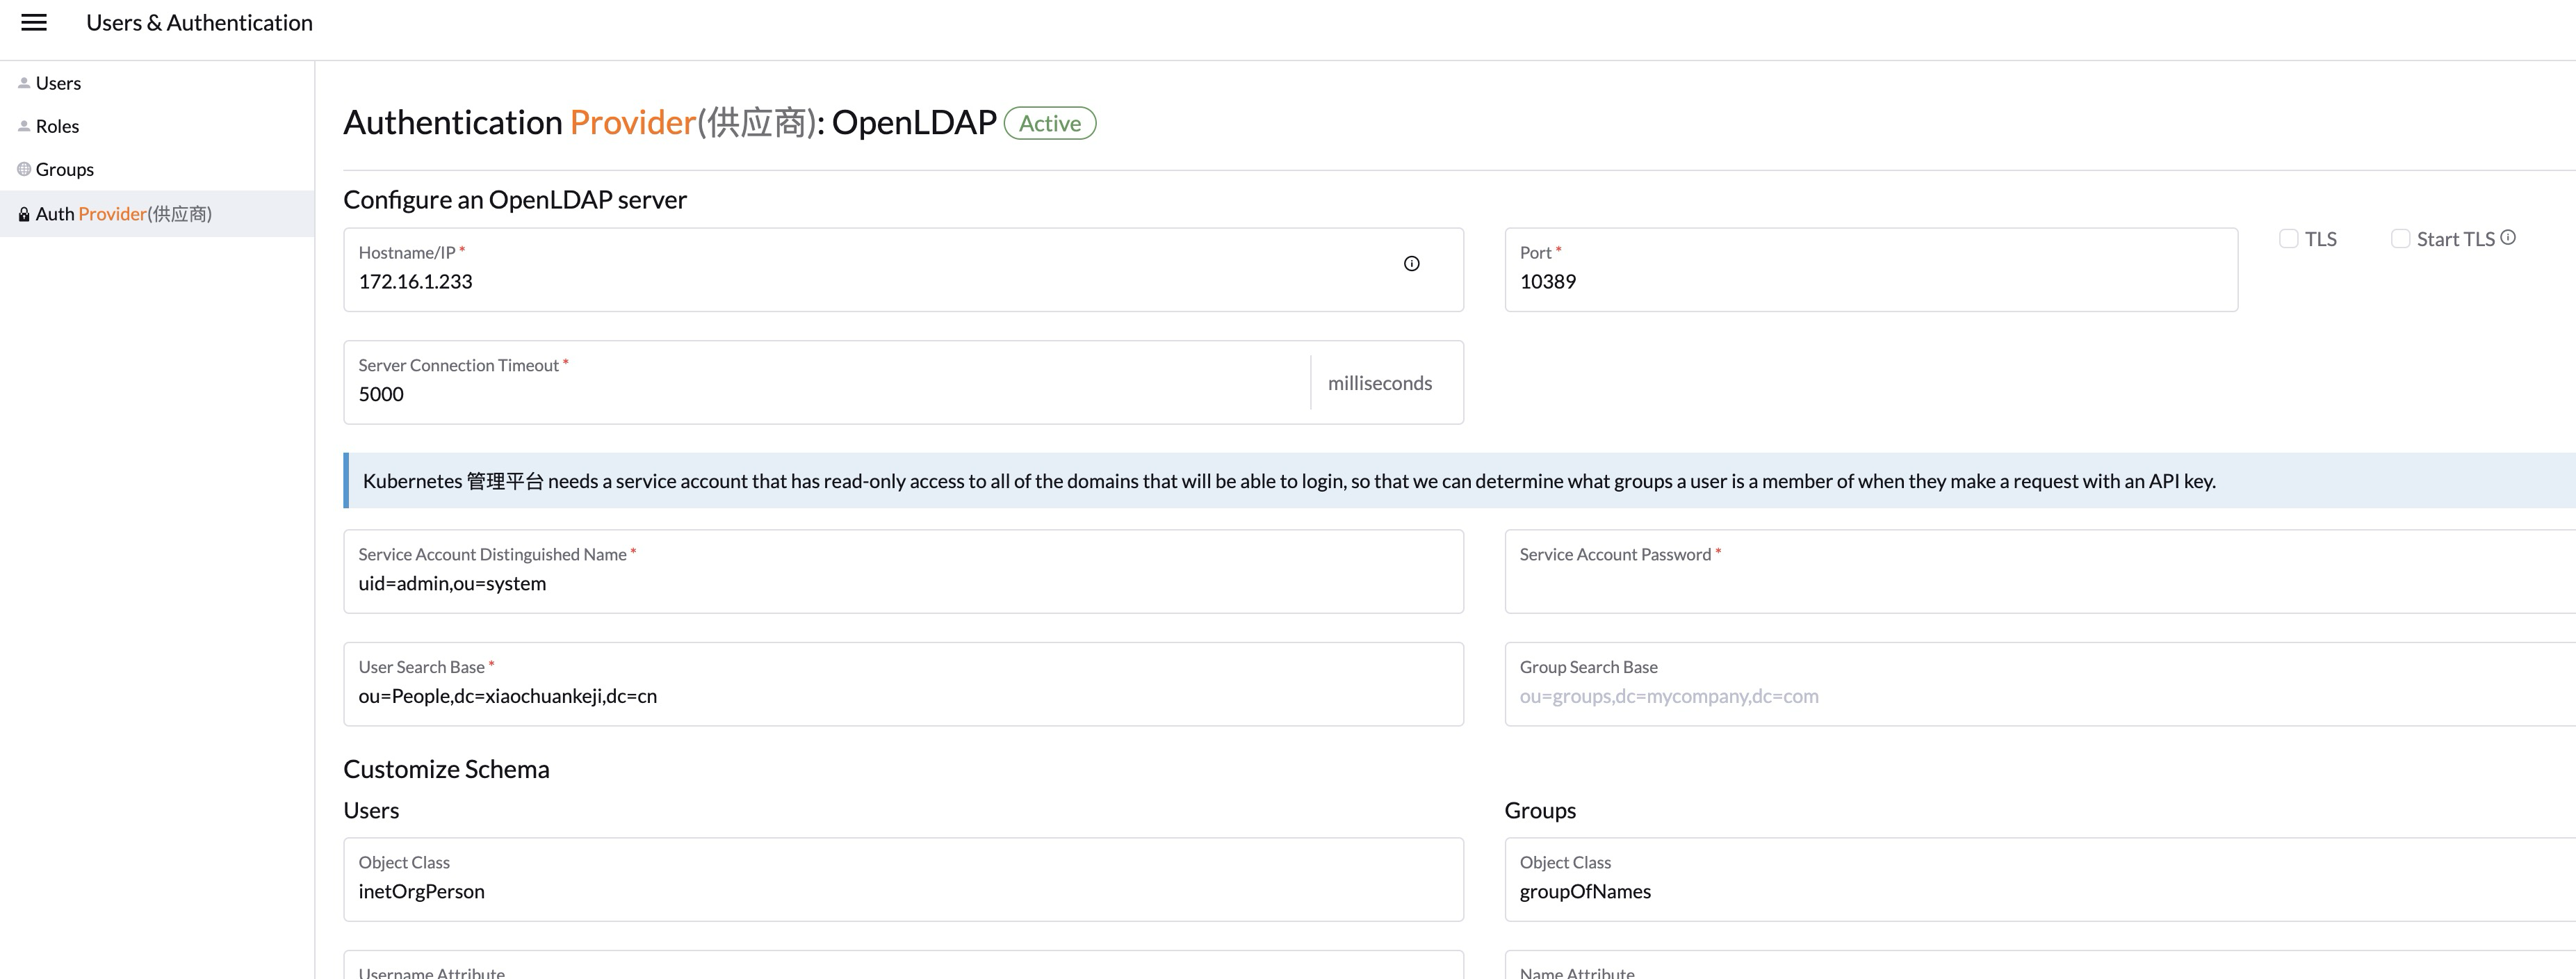 Users & Authentication
Users
Roles
Groups
Auth Provider(供应商)
Authentication Provider(供应商): OpenLDAP Active
Configure an OpenLDAP server
Hostname/IP *
172.16.1.233
Port *
10389
TLS
Start TLS
Server Connection Timeout *
5000
milliseconds
Kubernetes 管理平台 needs a service account that has read-only access to all of the domains that will be able to login, so that we can determine what groups a user is a member of when they make a request with an API key.
Service Account Distinguished Name *
uid=admin,ou=system
Service Account Password *
User Search Base *
ou=People,dc=xiaochuankeji,dc=cn
Group Search Base
ou=groups,dc=mycompany,dc=com
Customize Schema
Users
Groups
Object Class
inetOrgPerson
Object Class
groupOfNames
Username Attribute
Name Attribute